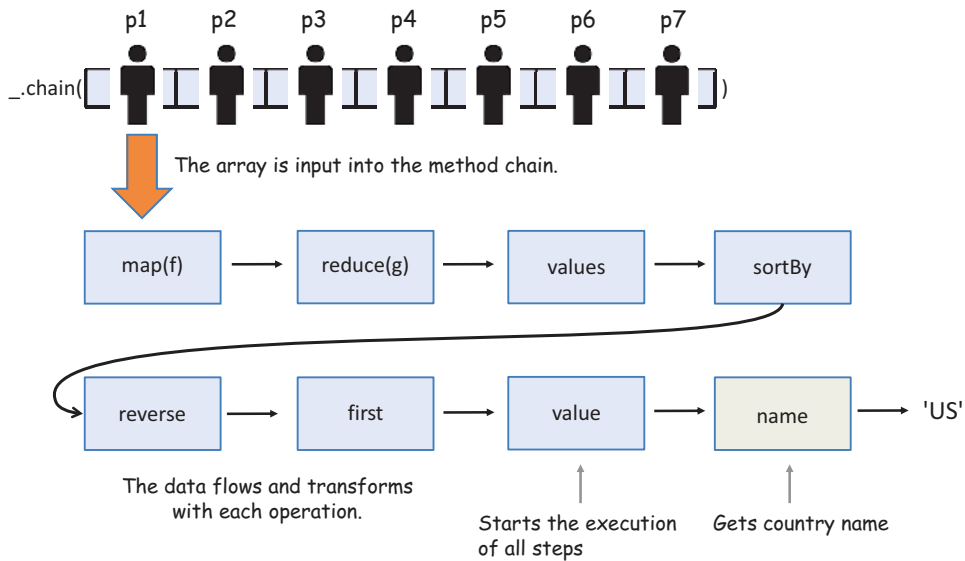 p1 p2 p3 p4 p5 p6 p7
_.chain( )
The array is input into the method chain.
map(f) reduce(g) values sortBy
reverse first value name 'US'
The data flows and transforms
with each operation.
Starts the execution
of all steps
Gets country name